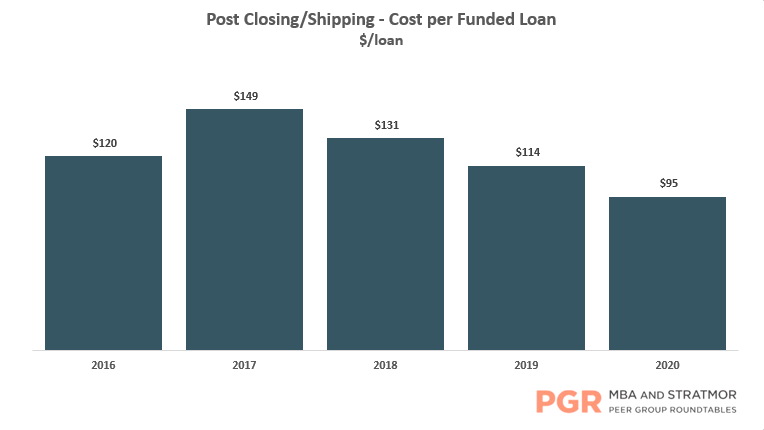 Post Closing/Shipping - Cost per Funded Loan
$/loan
$120
$149
$131
$114
$95
2016
2017
2018
2019
2020
PGR MBA AND STRATMOR
PEER GROUP ROUNDTABLES